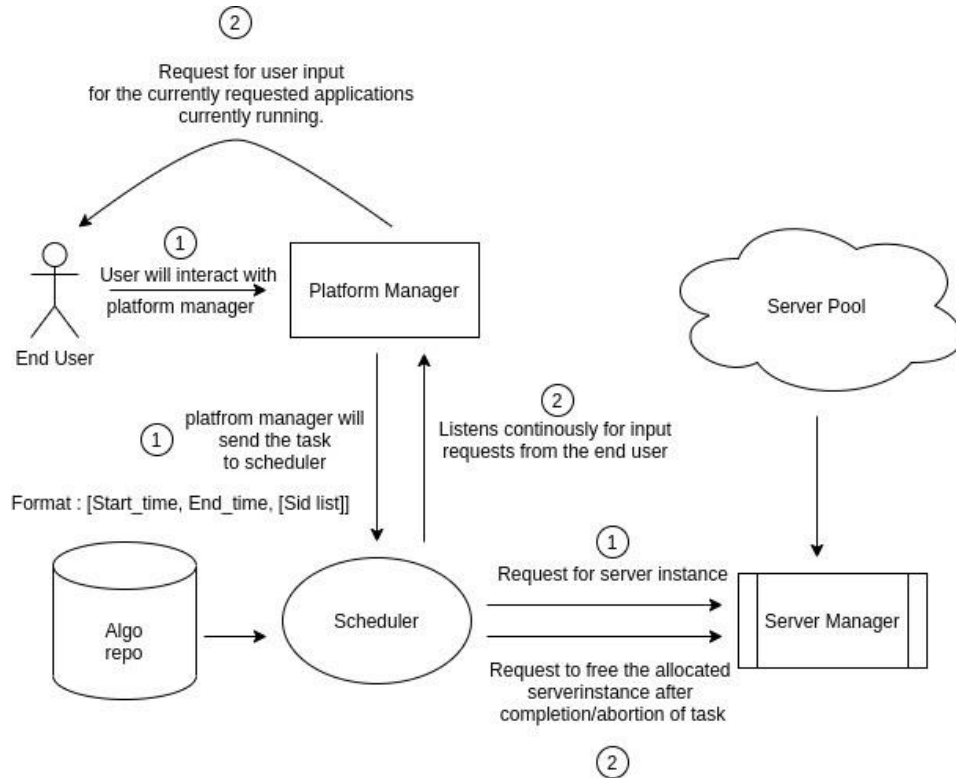 2
Request for user input
for the currently requested applications
currently running.
1
User will interact with
platform manager
End User
Platform Manager
Server Pool
1
platfrom manager will
send the task
to scheduler
2
Listens continously for input
requests from the end user
Format : [Start_time, End_time, [Sid list]]
Algo
repo
Scheduler
1
Request for server instance
Server Manager
Request to free the allocated
serverinstance after
completion/abortion of task
2